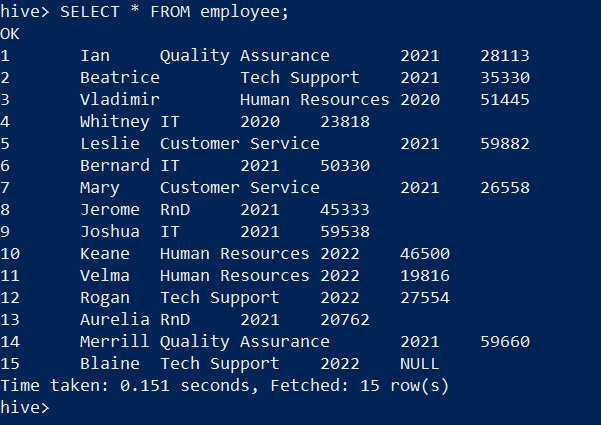 hive> SELECT * FROM employee;
OK
1 Ian Quality Assurance 2021 28113
2 Beatrice Tech Support 2021 35330
3 Vladimir Human Resources 2020 51445
4 Whitney IT 2020 23818
5 Leslie Customer Service 2021 59882
6 Bernard IT 2021 50330
7 Mary Customer Service 2021 26558
8 Jerome RnD 2021 45333
9 Joshua IT 2021 59538
10 Keane Human Resources 2022 46500
11 Velma Human Resources 2022 19816
12 Rogan Tech Support 2022 27554
13 Aurelia RnD 2021 20762
14 Merrill Quality Assurance 2021 59660
15 Blaine Tech Support 2022 NULL
Time taken: 0.151 seconds, Fetched: 15 row(s)
hive>